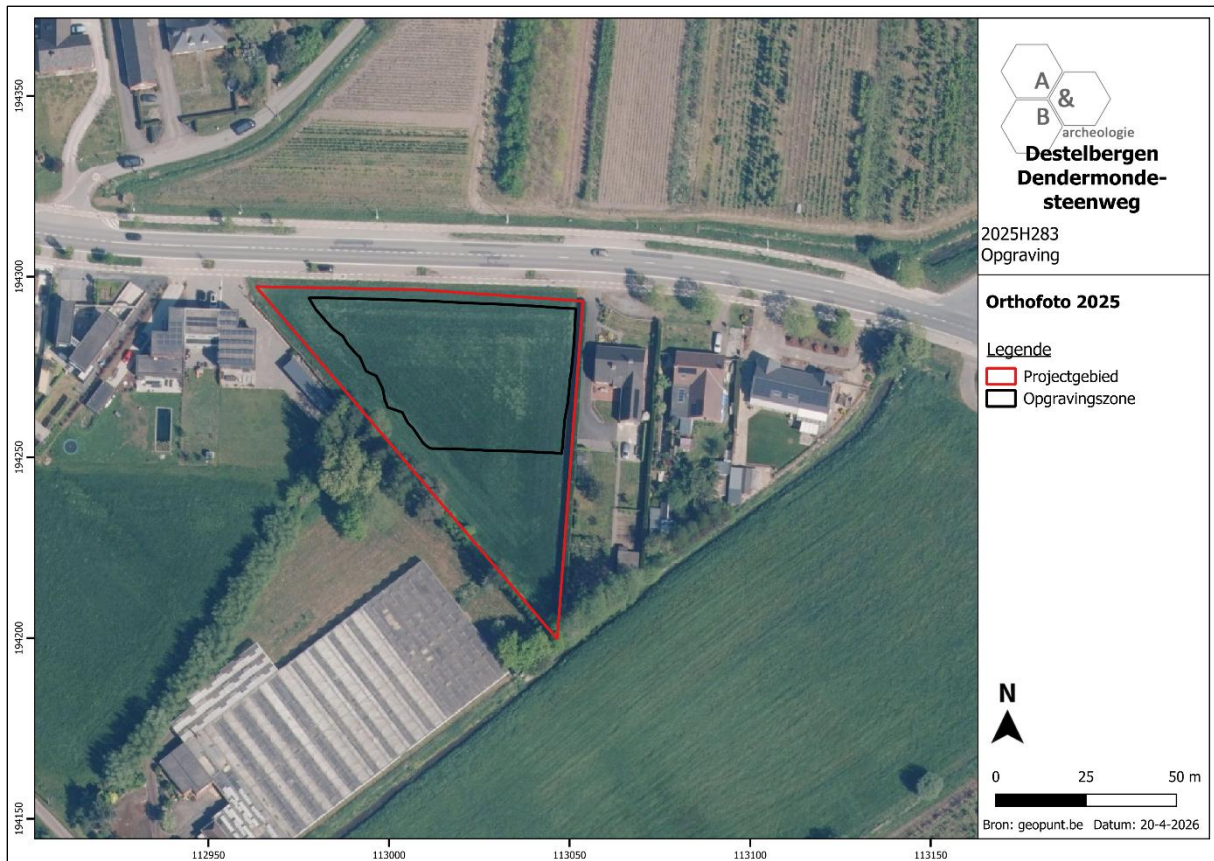 A
&
B
archeologie
Destelbergen
Dendermonde-
steenweg
2025H283
Opgraving
Orthofoto 2025
Legende
Projectgebied
Opgravingszone
N
0 25 50 m
Bron: geopunt.be Datum: 20-4-2026
194350
194300
194250
194200
194150
112950 113000 113050 113100 113150